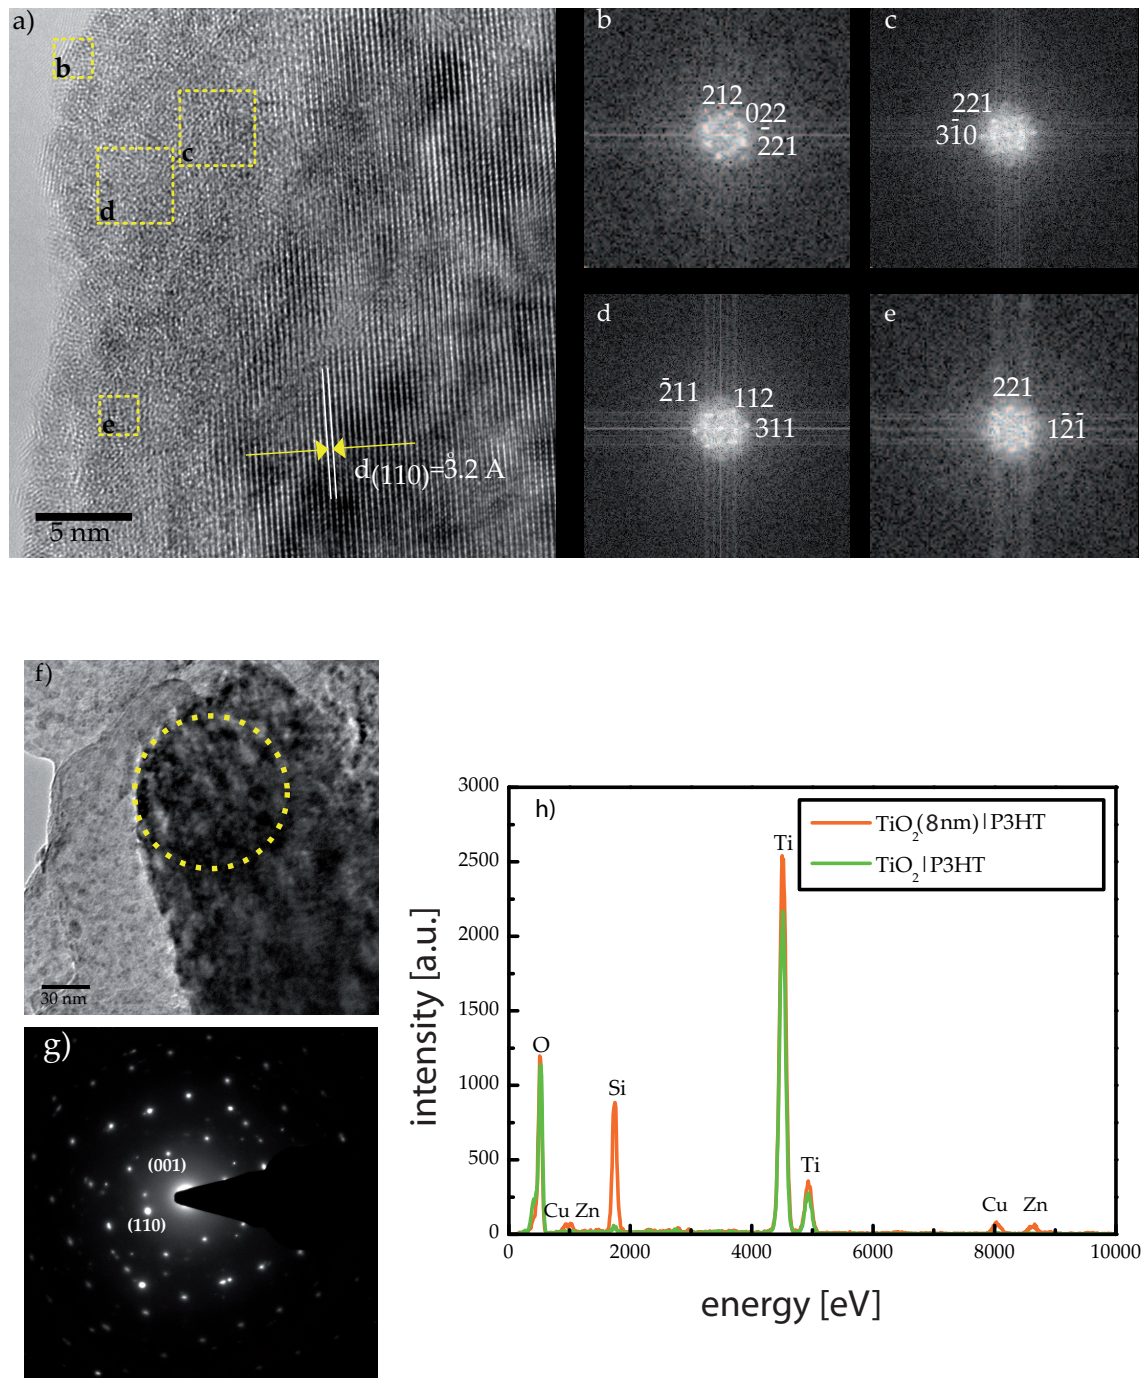 a)
b
c
d
e
d(110)=3.2 Å
5 nm
b
212
022
2̄21
c
221
31̄0
d
2̄11
112
311
e
221
12̄1̄
f)
30 nm
g)
(001)
(110)
h)
TiO2(8nm)|P3HT
TiO2|P3HT
3000
2500
2000
1500
1000
500
0
intensity [a.u.]
O
Cu Zn
Si
Ti
Ti
Cu
Zn
0
2000
4000
6000
8000
10000
energy [eV]